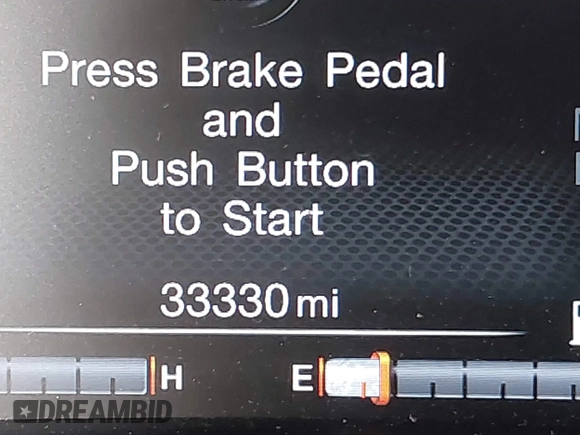 Press Brake Pedal
and
Push Button
to Start
33330 mi
H E
DREAMBID